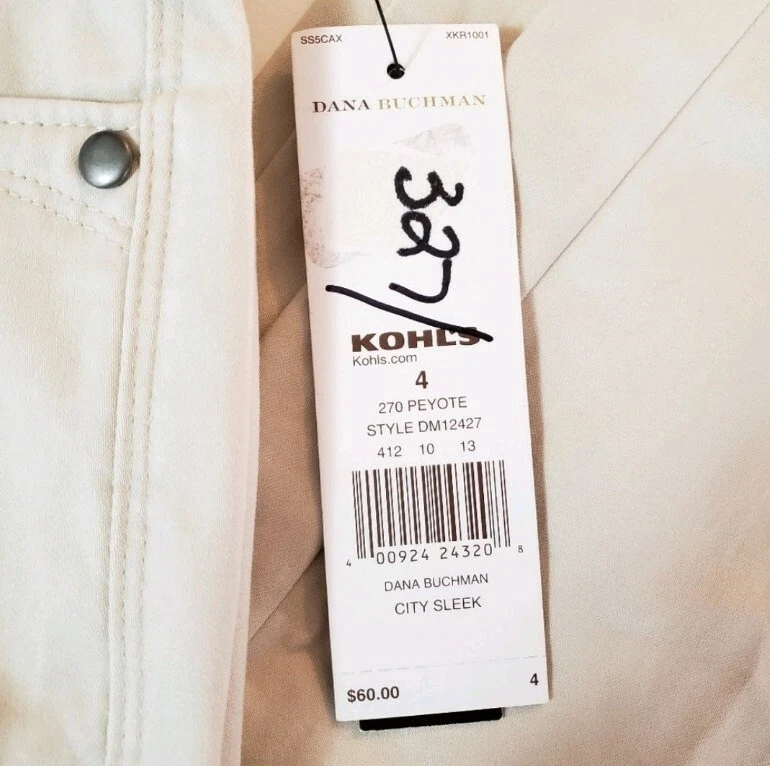 SS5CAX XKR1001
DANA BUCHMAN
327/
KOHL'S
Kohls.com
4
270 PEYOTE
STYLE DM12427
412 10 13
4 00924 24320 8
DANA BUCHMAN
CITY SLEEK
$60.00 4